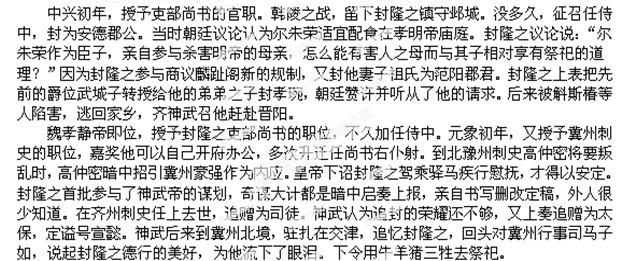 中兴初年，授予吏部尚书的官职。韩陵之战，留下封隆之镇守邺城。没多久，征召任侍
中，封为安德郡公。当时朝廷议论认为尔朱荣适宜配食在孝明帝庙庭。封隆之议论说：“尔
朱荣作为臣子，亲自参与杀害明帝的母亲，怎么能有害人之母而与其子相对享有祭祀的道
理？”因为封隆之参与商议麟趾阁新的规制，又封他妻子祖氏为范阳郡君。封隆之上表把先
前的爵位武城子转授给他的弟弟之子封孝琬，朝廷赞许并听从了他的请求。后来被斛斯椿等
人陷害，逃回家乡，齐神武召他赶赴晋阳。
魏孝静帝即位，授予封隆之吏部尚书的职位，不久加任侍中。元象初年，又授予冀州刺
史的职位，嘉奖他可以自己开府办公，多次升迁任尚书右仆射。到北豫州刺史高仲密将要叛
乱时，高仲密暗中招引冀州豪强作为内应。皇帝下诏封隆之驾乘驿马疾行慰抚，才得以安定。
封隆之首批参与了神武帝的谋划，奇谋大计都是暗中启奏上报，亲自书写删改定稿，外人很
少知道。在齐州刺史任上去世，追赠为司徒。神武认为追封的荣耀还不够，又上奏追赠为太
保，定谥号宣懿。神武后来到冀州北境，驻扎在交津，追忆封隆之，回头对冀州行事司马子
如，说起封隆之德行的美好，为他流下了眼泪。下令用牛羊猪三牲去祭祀。